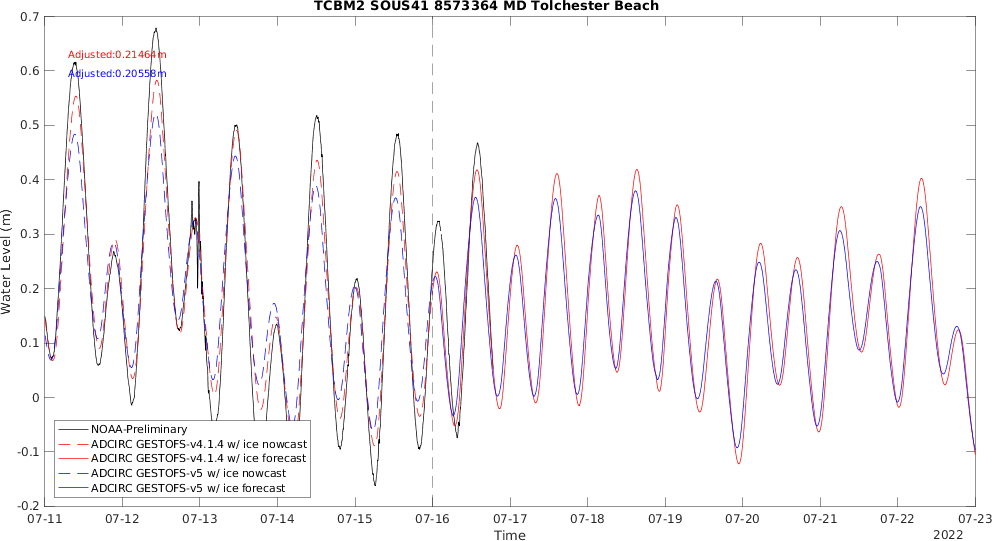 TCBM2 SOUS41 8573364 MD Tolchester Beach
0.7
0.6
0.5
0.4
0.3
0.2
0.1
0
-0.1
-0.2
Water Level (m)
Adjusted:0.21464m
Adjusted:0.20558m
NOAA-Preliminary
ADCIRC GESTOFS-v4.1.4 w/ ice nowcast
ADCIRC GESTOFS-v4.1.4 w/ ice forecast
ADCIRC GESTOFS-v5 w/ ice nowcast
ADCIRC GESTOFS-v5 w/ ice forecast
07-11 07-12 07-13 07-14 07-15 07-16 07-17 07-18 07-19 07-20 07-21 07-22 07-23
Time
2022